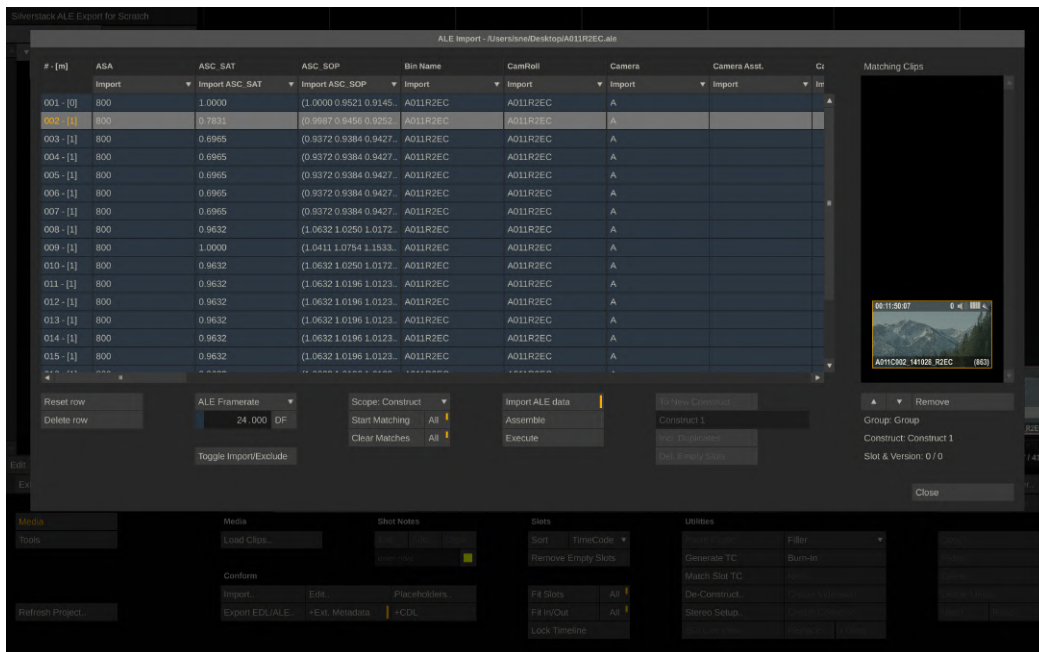 Silverstack ALE Export for Scratch
ALE Import - /Users/sne/Desktop/A011R2EC.ale
# - [m] ASA ASC_SAT ASC_SOP Bin Name CamRoll Camera Camera Asst. Matching Clips
Import Import ASC_SAT Import ASC_SOP Import Import Import Import
001 - [0] 800 1.0000 (1.0000 0.9521 0.9145... A011R2EC A011R2EC A
002 - [1] 800 0.7831 (0.9987 0.9456 0.9252... A011R2EC A011R2EC A
003 - [1] 800 0.6965 (0.9372 0.9384 0.9427... A011R2EC A011R2EC A
004 - [1] 800 0.6965 (0.9372 0.9384 0.9427... A011R2EC A011R2EC A
005 - [1] 800 0.6965 (0.9372 0.9384 0.9427... A011R2EC A011R2EC A
006 - [1] 800 0.6965 (0.9372 0.9384 0.9427... A011R2EC A011R2EC A
007 - [1] 800 0.6965 (0.9372 0.9384 0.9427... A011R2EC A011R2EC A
008 - [1] 800 0.9632 (1.0632 1.0250 1.0172... A011R2EC A011R2EC A
009 - [1] 800 1.0000 (1.0411 1.0754 1.1533... A011R2EC A011R2EC A
010 - [1] 800 0.9632 (1.0632 1.0250 1.0172... A011R2EC A011R2EC A
011 - [1] 800 0.9632 (1.0632 1.0196 1.0123... A011R2EC A011R2EC A
012 - [1] 800 0.9632 (1.0632 1.0196 1.0123... A011R2EC A011R2EC A
013 - [1] 800 0.9632 (1.0632 1.0196 1.0123... A011R2EC A011R2EC A
014 - [1] 800 0.9632 (1.0632 1.0196 1.0123... A011R2EC A011R2EC A
015 - [1] 800 0.9632 (1.0632 1.0196 1.0123... A011R2EC A011R2EC A
00:11:50:07 0
A011C002_141028_R2EC (863)
Reset row ALE Framerate Scope: Construct Import ALE data To New Construct Remove
Delete row 24.000 DF Start Matching All Assemble Construct 1 Group: Group
Clear Matches All Execute Incl. Duplicates Construct: Construct 1
Toggle Import/Exclude Del. Empty Slots Slot & Version: 0 / 0
Edit
Close
Media Media Shot Notes Slots Utilities
Tools Load Clips... Sort TimeCode Filler
Remove Empty Slots Generate TC Burn-in
Conform Match Slot TC
Import.. Edit.. Placeholders.. Fit Slots All De-Construct..
Refresh Project.. Export EDL/ALE.. +Ext. Metadata +CDL Fit In/Out All Stereo Setup..
Lock Timeline